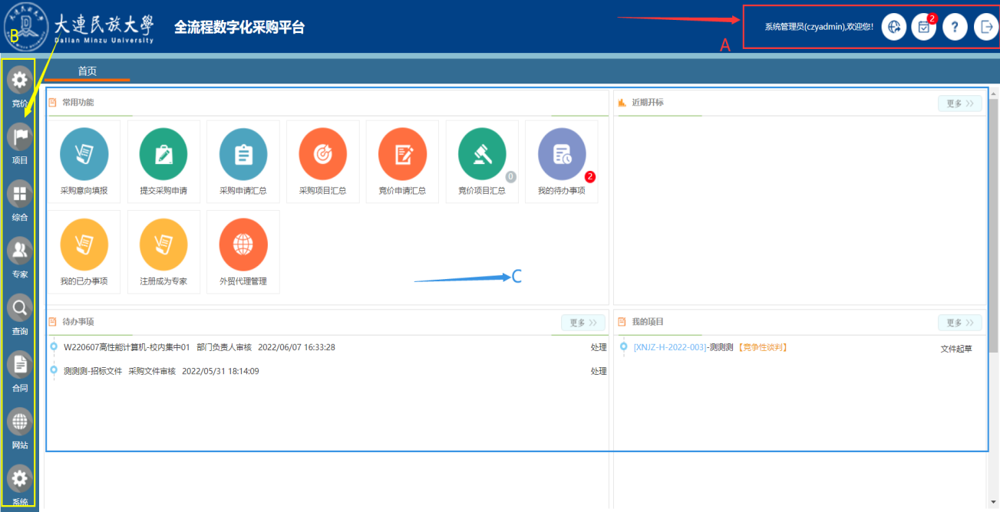 大連民族大學
Dalian Minzu University
全流程数字化采购平台
系统管理员(czyadmin),欢迎您!
2
?
A
B
首页
竞价
项目
综合
专家
查询
合同
网站
系统
常用功能
采购意向填报
提交采购申请
采购申请汇总
采购项目汇总
竞价申请汇总
竞价项目汇总
0
我的待办事项
2
我的已办事项
注册成为专家
外贸代理管理
C
近期开标
更多 >>
待办事项
更多 >>
W220607高性能计算机-校内集中01 部门负责人审核 2022/06/07 16:33:28
处理
测测测-招标文件 采购文件审核 2022/05/31 18:14:09
处理
我的项目
更多 >>
[XNJZ-H-2022-003]-测测测 【竞争性谈判】
文件起草